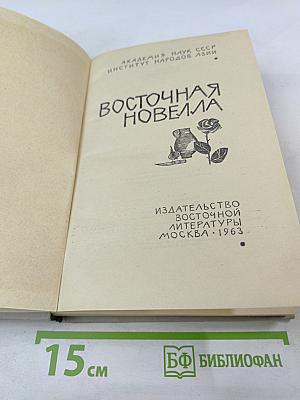 АКАДЕМИЯ НАУК СССР
ИНСТИТУТ НАРОДОВ АЗИИ
ВОСТОЧНАЯ
НОВЕЛЛА
ИЗДАТЕЛЬСТВО
ВОСТОЧНОЙ
ЛИТЕРАТУРЫ
МОСКВА • 1963
15 см
БФ БИБЛИОФАН